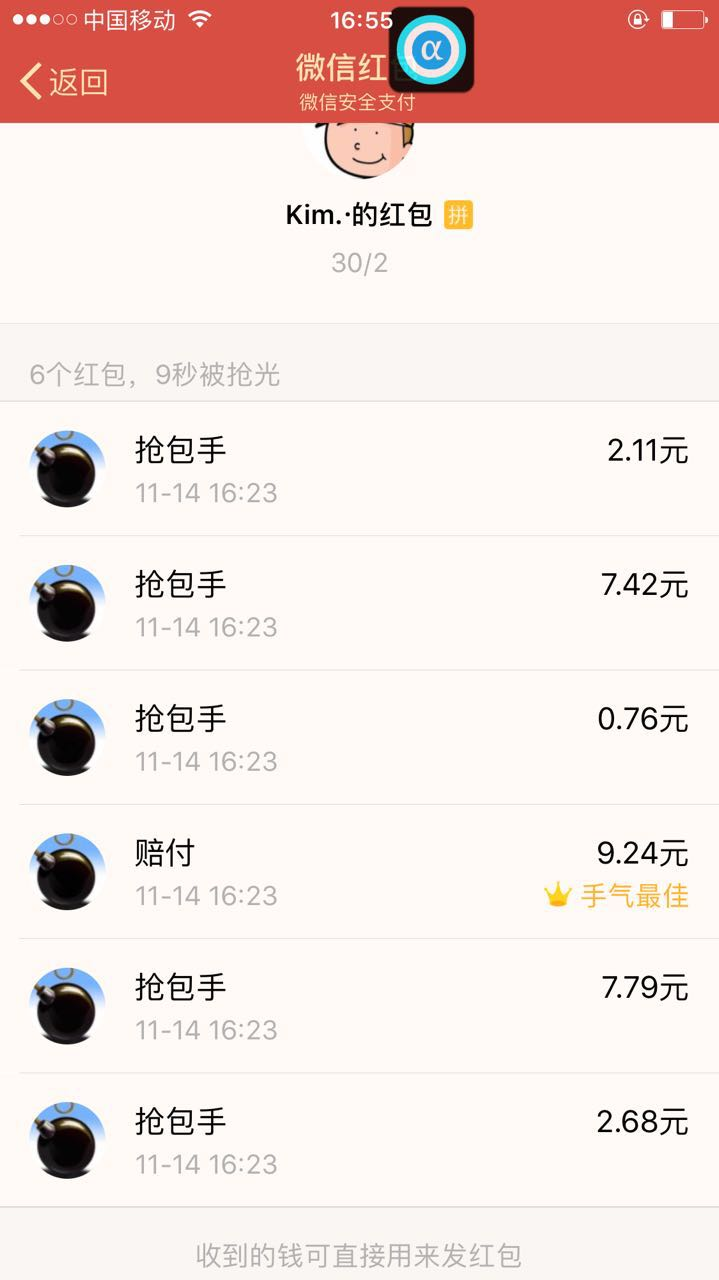 中国移动 16:55
返回
微信红
α
微信安全支付
Kim.·的红包 拼
30/2
6个红包，9秒被抢光
抢包手 2.11元
11-14 16:23
抢包手 7.42元
11-14 16:23
抢包手 0.76元
11-14 16:23
赔付 9.24元
11-14 16:23 手气最佳
抢包手 7.79元
11-14 16:23
抢包手 2.68元
11-14 16:23
收到的钱可直接用来发红包